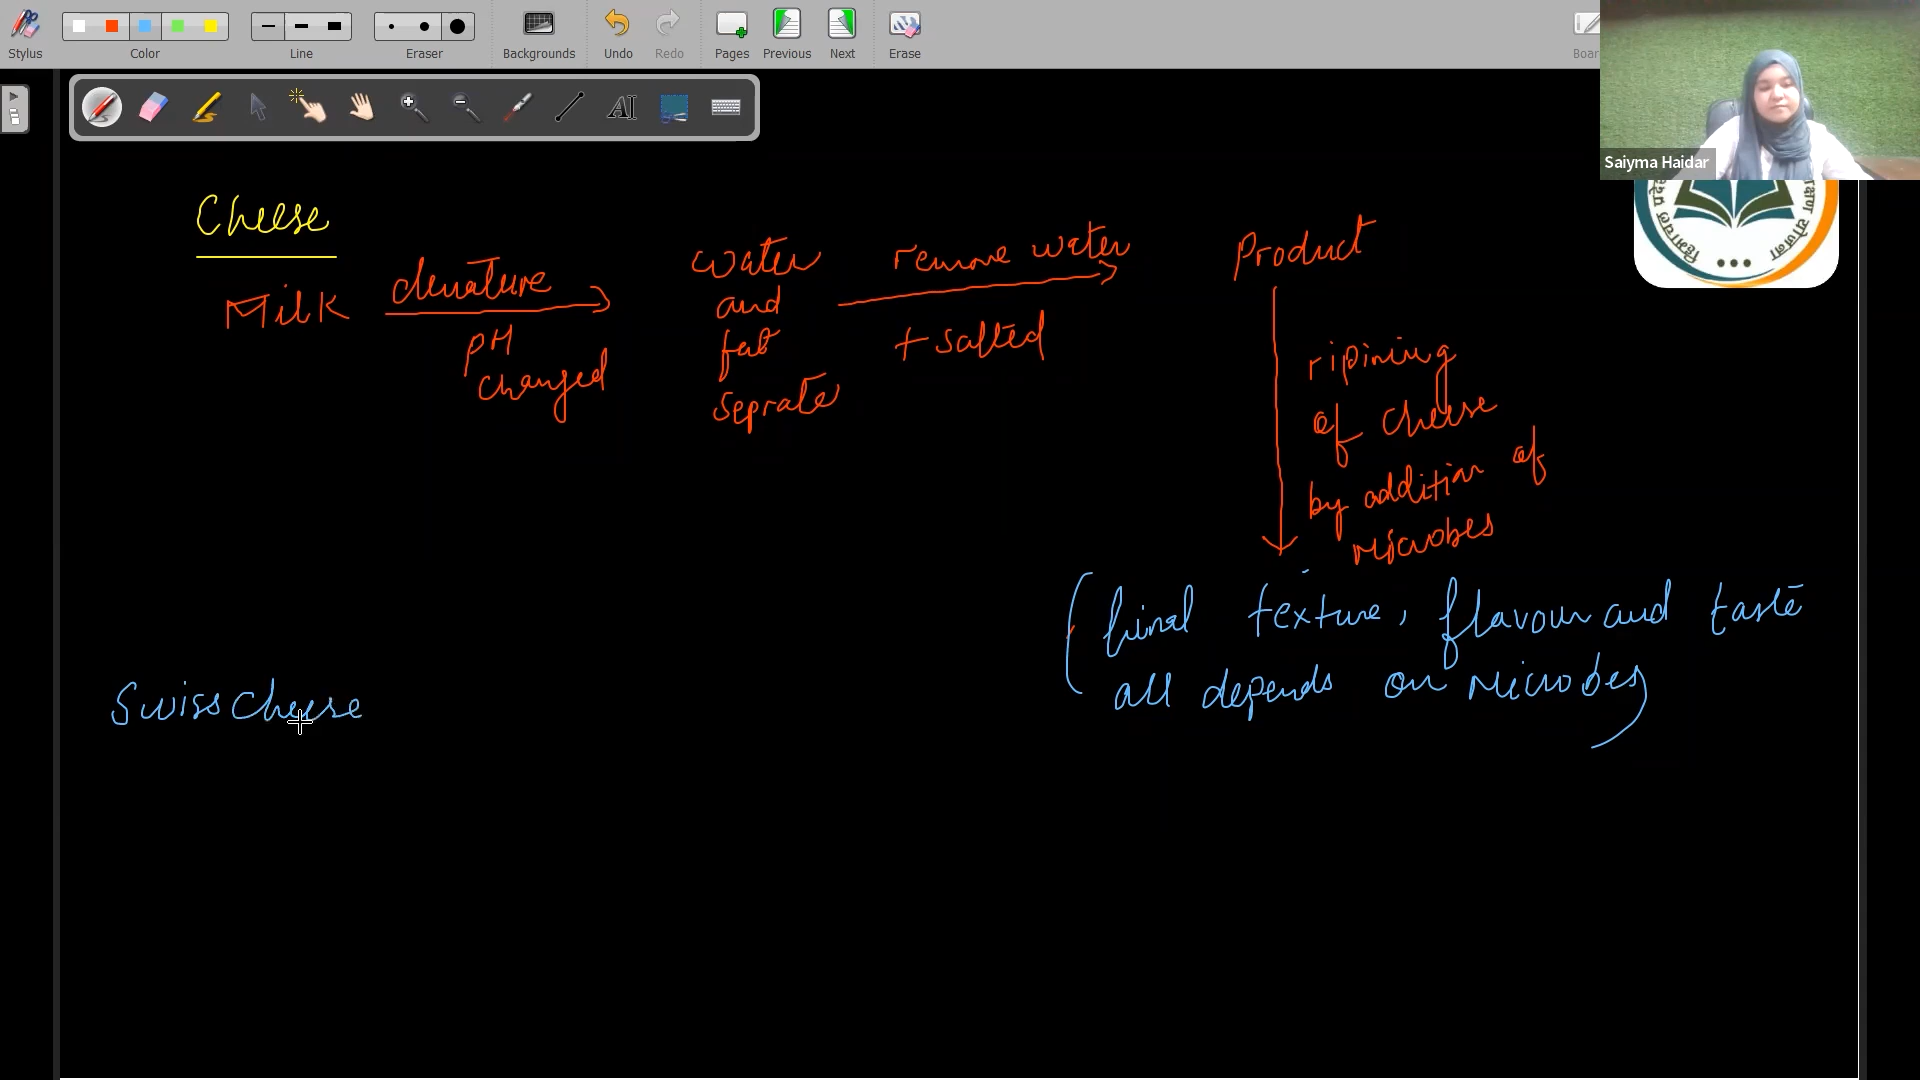 Stylus
Color
Line
Eraser
Backgrounds
Undo
Redo
Pages
Previous
Next
Erase
Boar
Saiyma Haidar
Cheese
Milk
denature
pH
changed
water
and
fat
seprate
remove water
+ salted
Product
ripining
of cheese
by addition of
microbes
(final texture, flavour and taste
all depends on microbes)
Swiss Cheese